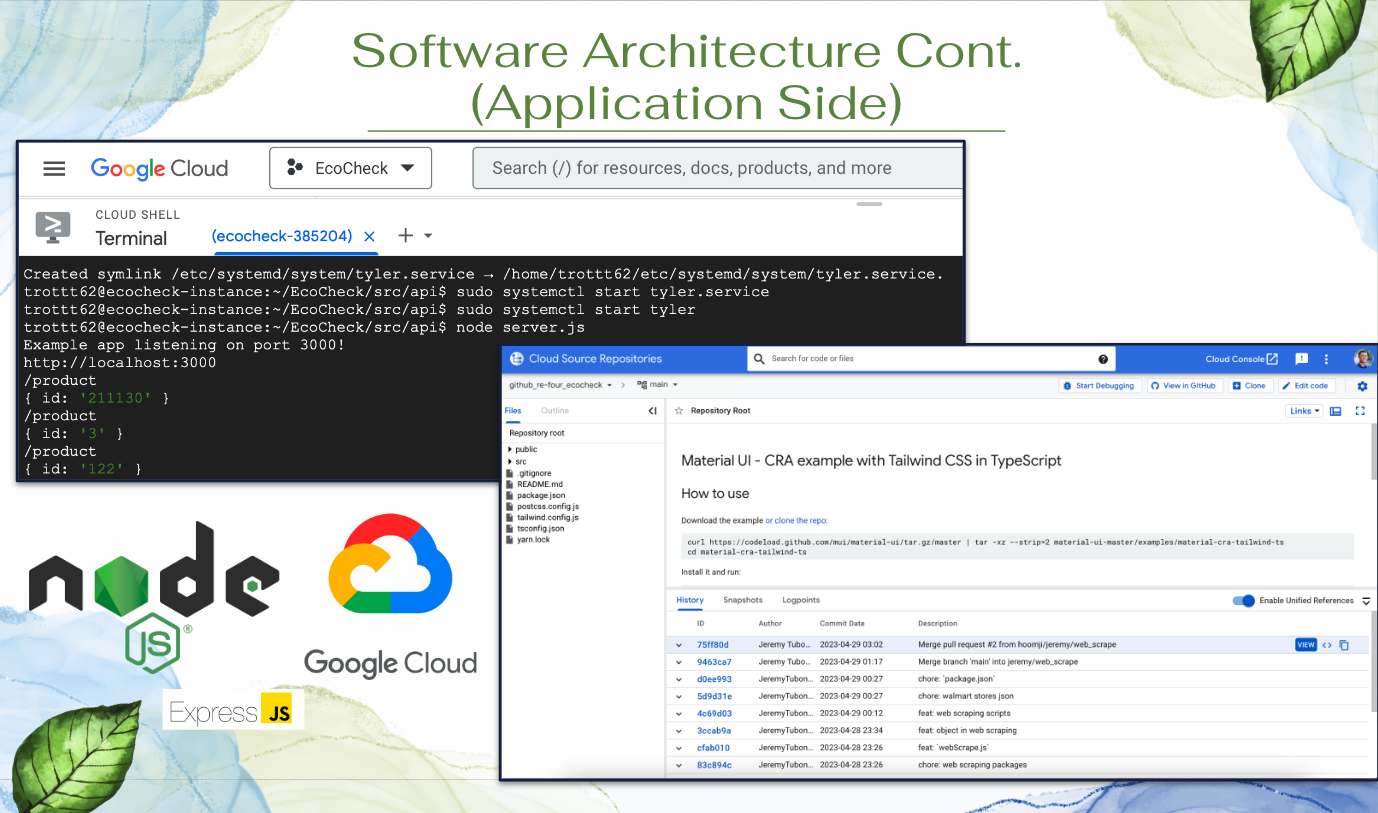 Software Architecture Cont.
(Application Side)
Google Cloud
EcoCheck
Search (/) for resources, docs, products, and more
CLOUD SHELL
Terminal
(ecocheck-385204)
Created symlink /etc/systemd/system/tyler.service → /home/trottt62/etc/systemd/system/tyler.service.
trottt62@ecocheck-instance:~/EcoCheck/src/api$ sudo systemctl start tyler.service
trottt62@ecocheck-instance:~/EcoCheck/src/api$ sudo systemctl start tyler
trottt62@ecocheck-instance:~/EcoCheck/src/api$ node server.js
Example app listening on port 3000!
http://localhost:3000
/product
{ id: '211130' }
/product
{ id: '3' }
/product
{ id: '122' }
Cloud Source Repositories
Search for code or files
Cloud Console
github_re-four_ecocheck
main
Start Debugging
View in GitHub
Clone
Edit code
Files
Outline
Repository Root
Links
Repository root
public
src
.gitignore
README.md
package.json
postcss.config.js
tailwind.config.js
tsconfig.json
yarn.lock
Material UI - CRA example with Tailwind CSS in TypeScript
How to use
Download the example or clone the repo:
curl https://codeload.github.com/mui/material-ui/tar.gz/master | tar -xz --strip=2 material-ui-master/examples/material-cra-tailwind-ts
cd material-cra-tailwind-ts
Install it and run:
History Snapshots Logpoints
Enable Unified References
ID Author Commit Date Description
75ff80d Jeremy Tubo... 2023-04-29 03:02 Merge pull request #2 from hoomji/jeremy/web_scrape VIEW
9463ca7 Jeremy Tubo... 2023-04-29 01:17 Merge branch 'main' into jeremy/web_scrape
d0ee993 JeremyTubon... 2023-04-29 00:27 chore: `package.json`
5d9d31e JeremyTubon... 2023-04-29 00:27 chore: walmart stores json
4c69d03 JeremyTubon... 2023-04-29 00:12 feat: web scraping scripts
3ccab9a JeremyTubon... 2023-04-28 23:34 feat: object in web scraping
cfab010 JeremyTubon... 2023-04-28 23:26 feat: `webScrape.js`
83c894c JeremyTubon... 2023-04-28 23:26 chore: web scraping packages
node
JS
®
Google Cloud
Express JS